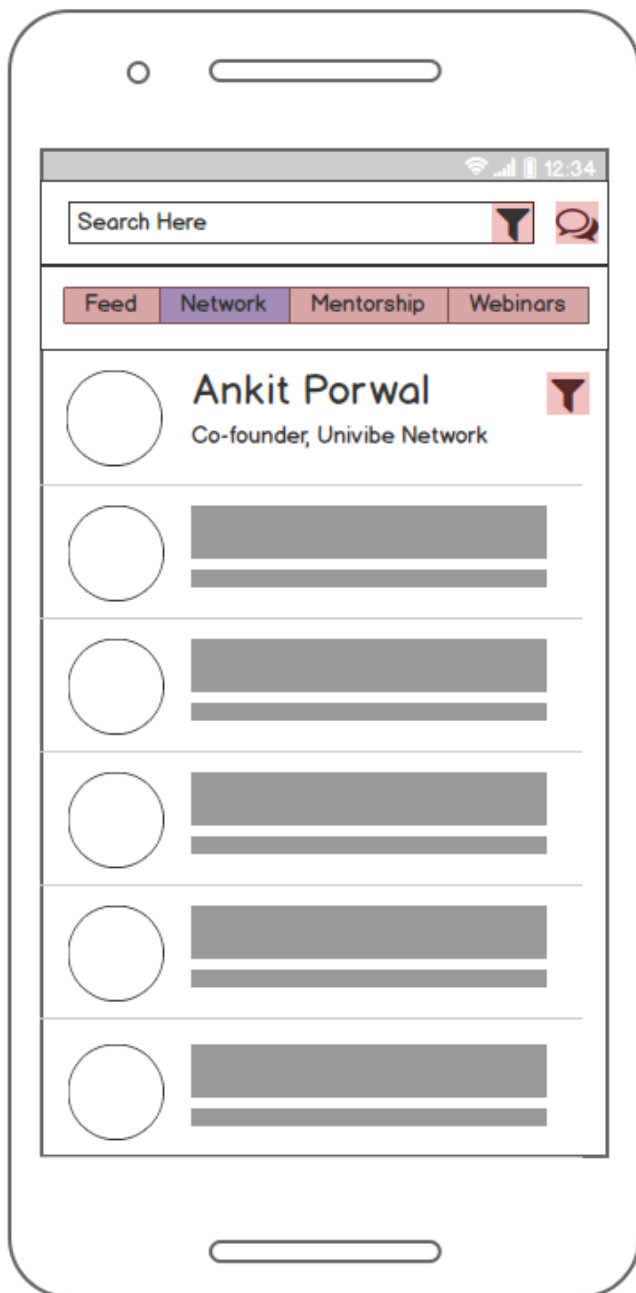 12:34
Search Here
Feed Network Mentorship Webinars
Ankit Porwal
Co-founder, Univibe Network